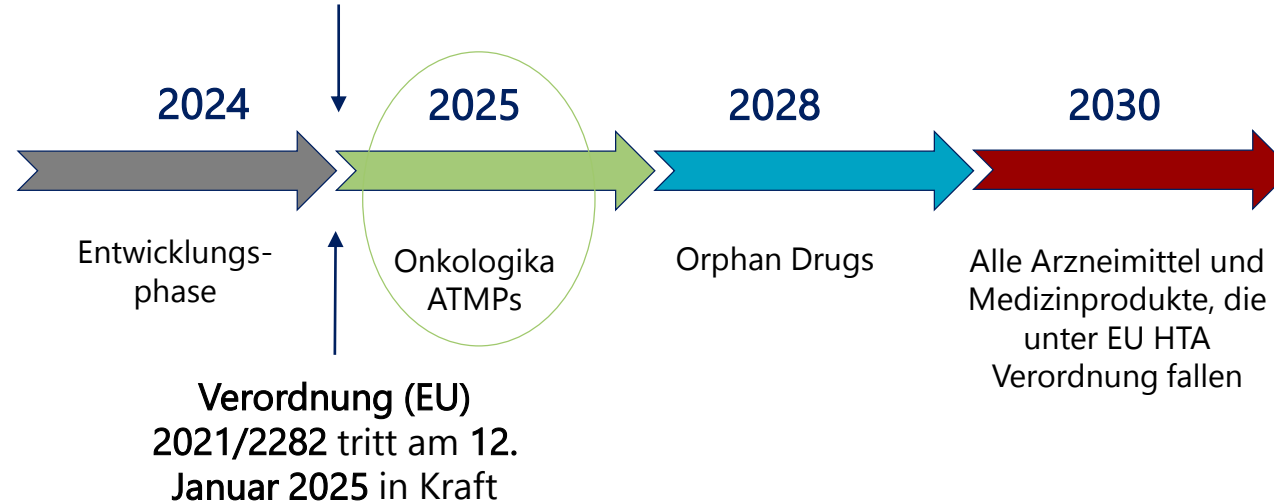 2024
2025
2028
2030
Entwicklungs-
phase
Onkologika
ATMPs
Orphan Drugs
Alle Arzneimittel und
Medizinprodukte, die
unter EU HTA
Verordnung fallen
Verordnung (EU)
2021/2282 tritt am 12.
Januar 2025 in Kraft